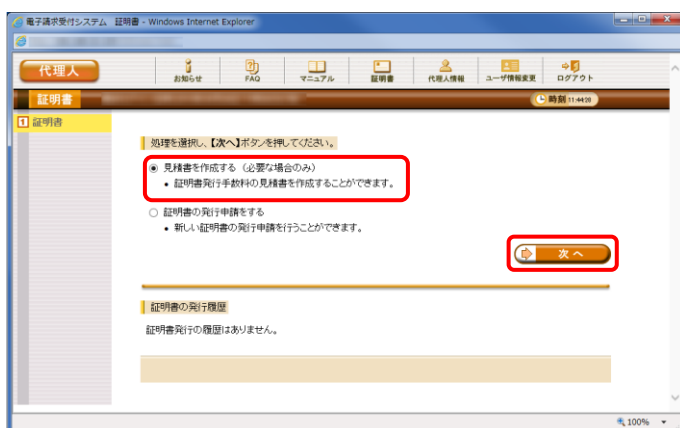 電子請求受付システム 証明書 - Windows Internet Explorer
代理人
お知らせ FAQ マニュアル 証明書 代理人情報 ユーザ情報変更 ログアウト
証明書
時刻 11:44:28
1 証明書
処理を選択し、【次へ】ボタンを押してください。
見積書を作成する（必要な場合のみ）
• 証明書発行手数料の見積書を作成することができます。
証明書の発行申請をする
• 新しい証明書の発行申請を行うことができます。
次へ
証明書の発行履歴
証明書発行の履歴はありません。
100%